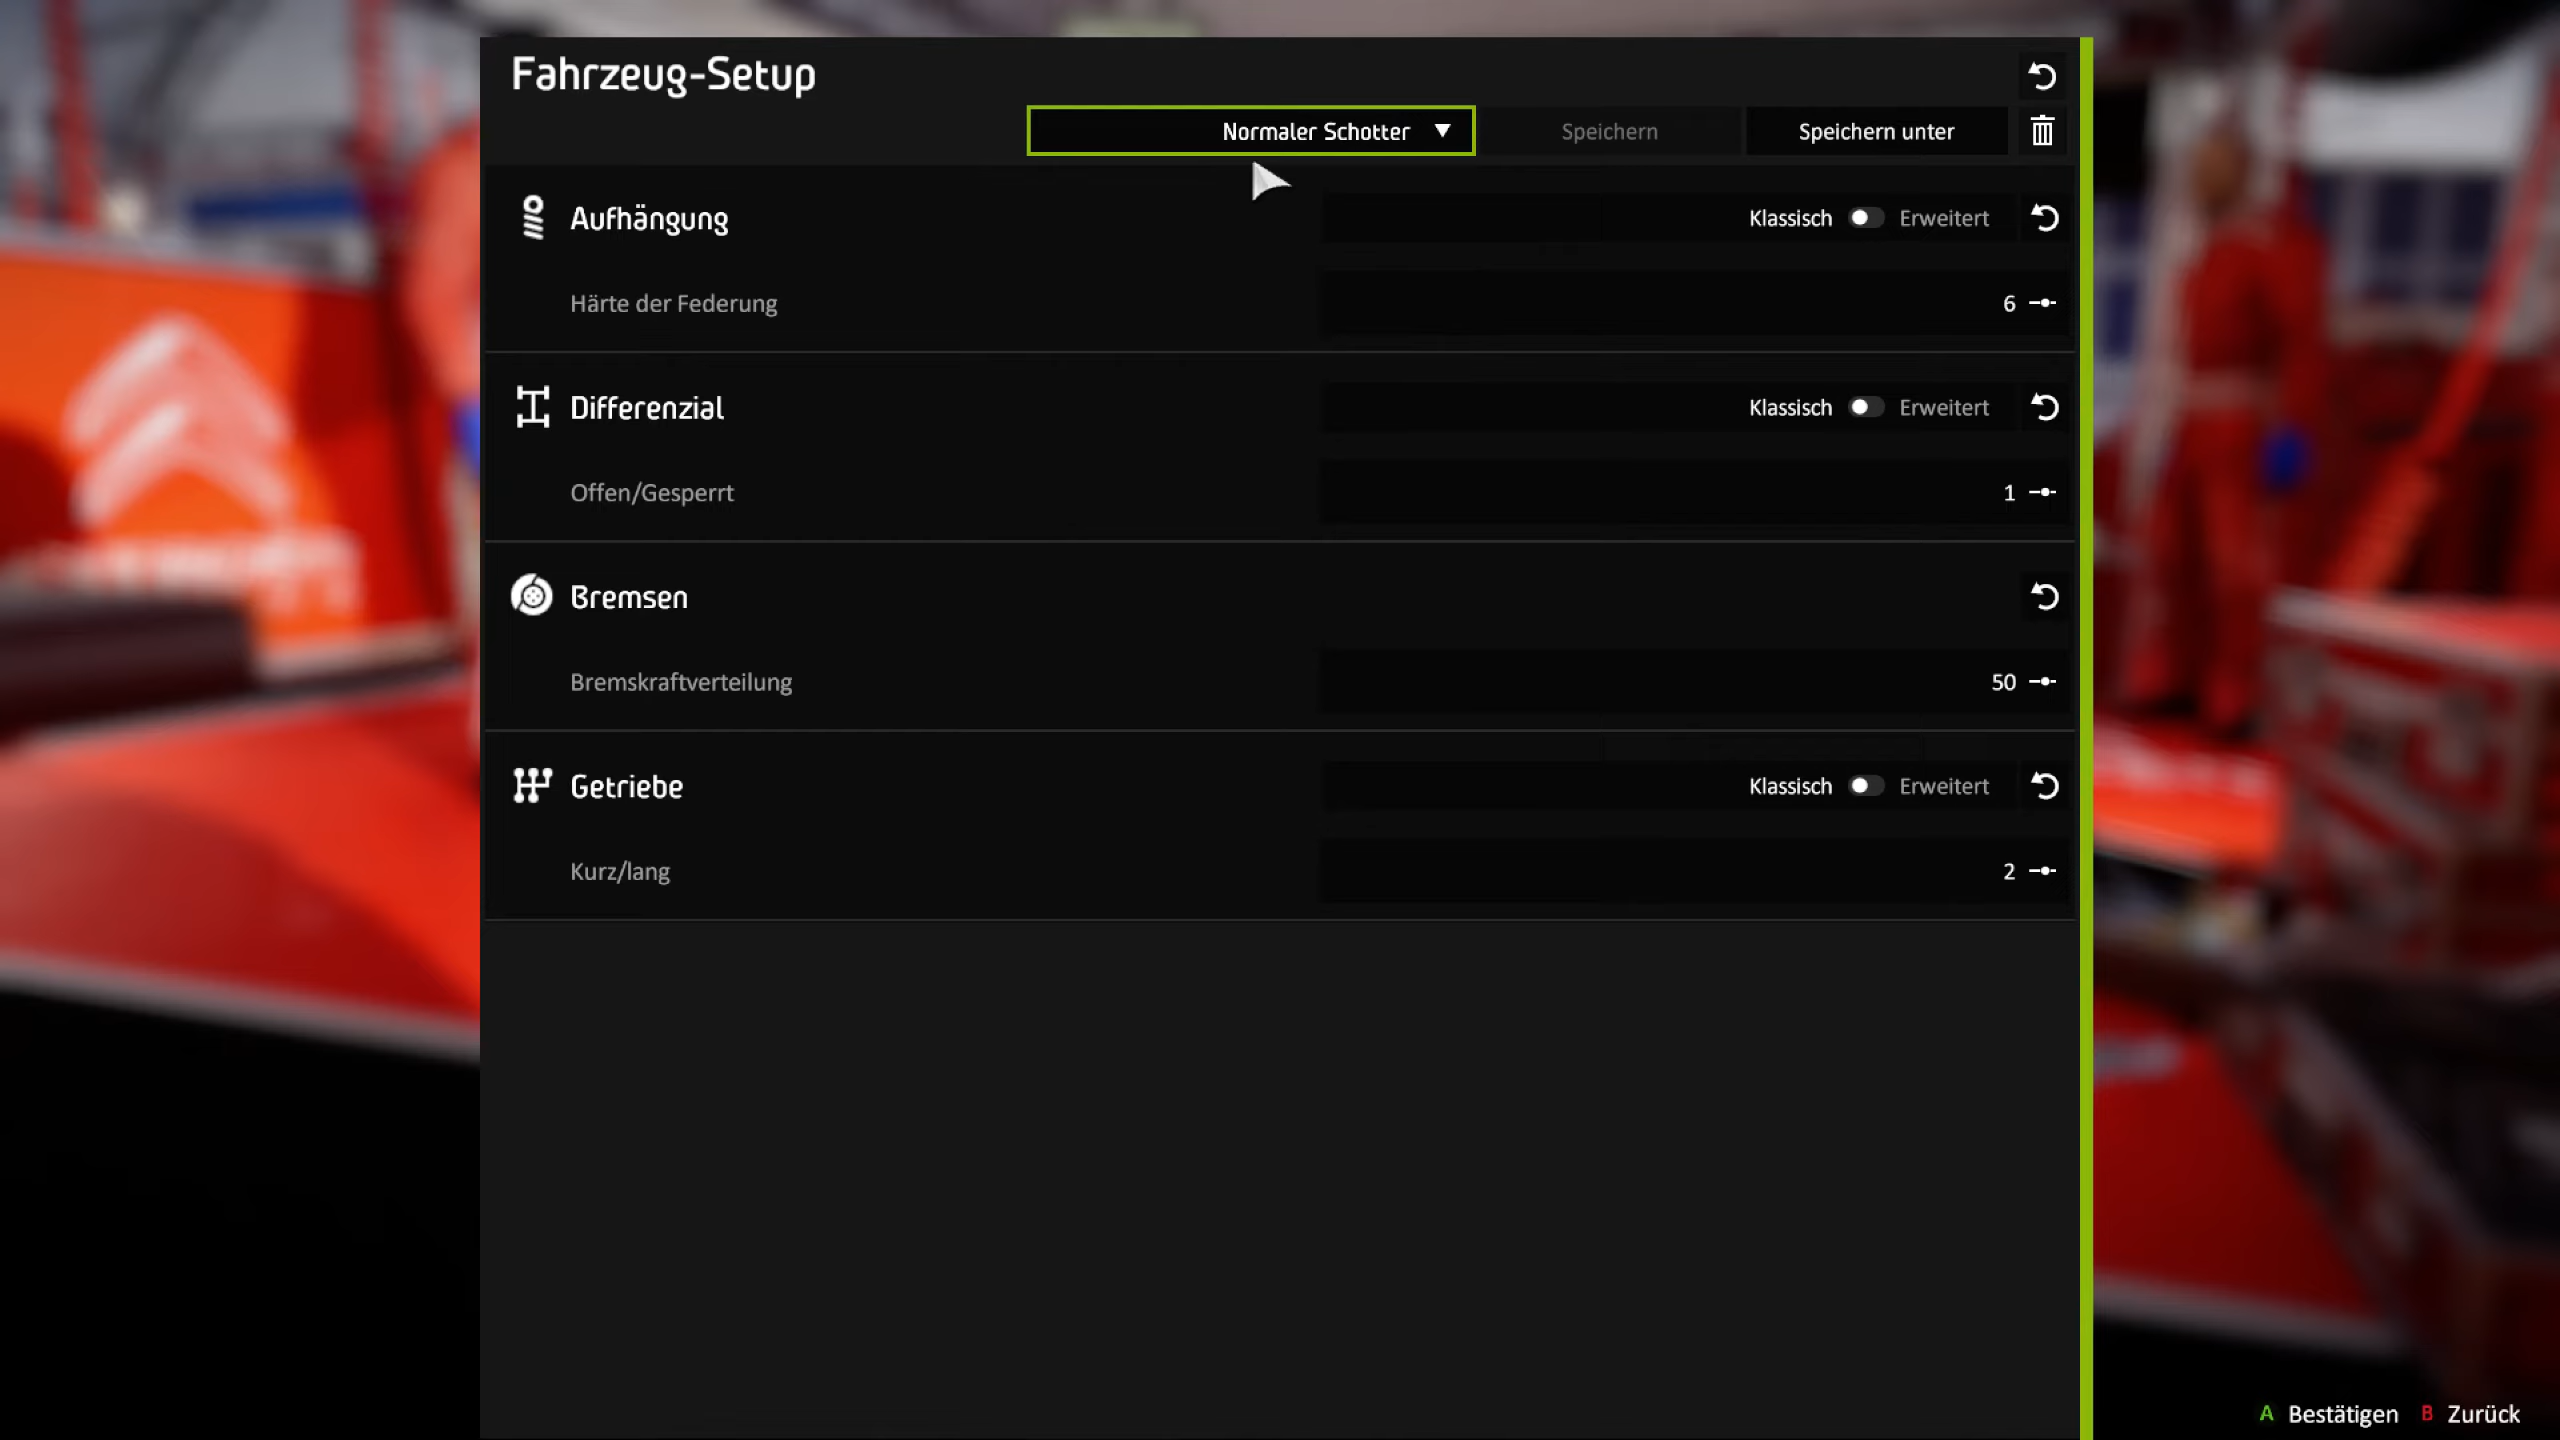 Fahrzeug-Setup
Normaler Schotter ▼ Speichern Speichern unter
Aufhängung Klassisch Erweitert
Härte der Federung 6
Differenzial Klassisch Erweitert
Offen/Gesperrt 1
Bremsen
Bremskraftverteilung 50
Getriebe Klassisch Erweitert
Kurz/lang 2
A Bestätigen B Zurück